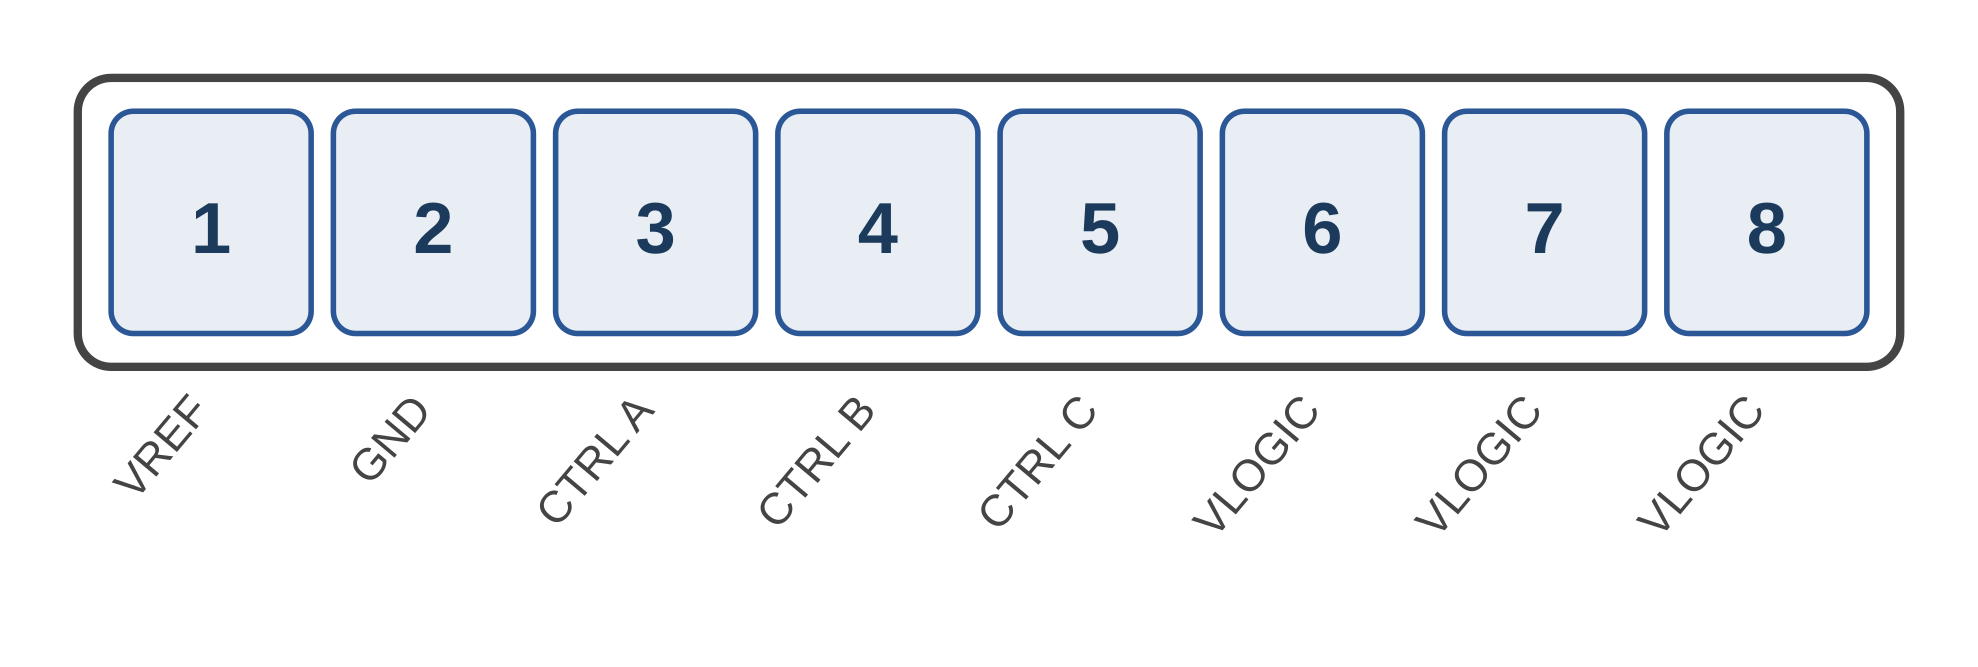 1 2 3 4 5 6 7 8
VREF GND CTRL A CTRL B CTRL C VLOGIC VLOGIC VLOGIC